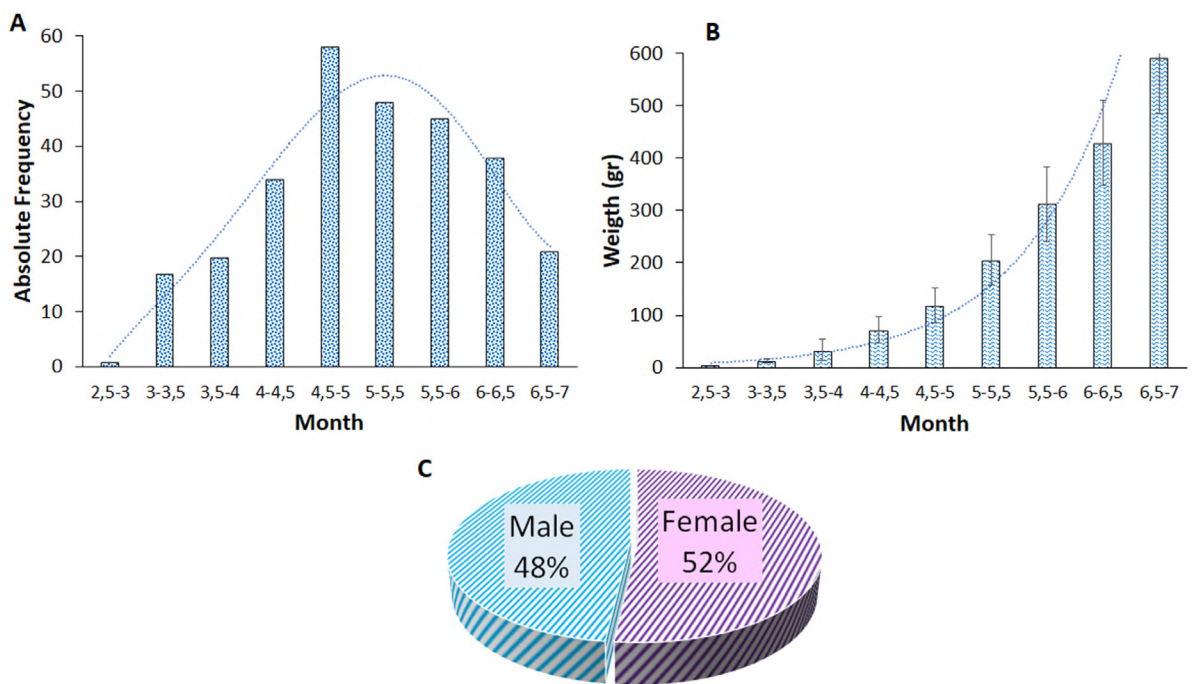 A
Absolute Frequency
60
50
40
30
20
10
0
2,5-3 3-3,5 3,5-4 4-4,5 4,5-5 5-5,5 5,5-6 6-6,5 6,5-7
Month
B
Weigth (gr)
600
500
400
300
200
100
0
2,5-3 3-3,5 3,5-4 4-4,5 4,5-5 5-5,5 5,5-6 6-6,5 6,5-7
Month
C
Male
48%
Female
52%